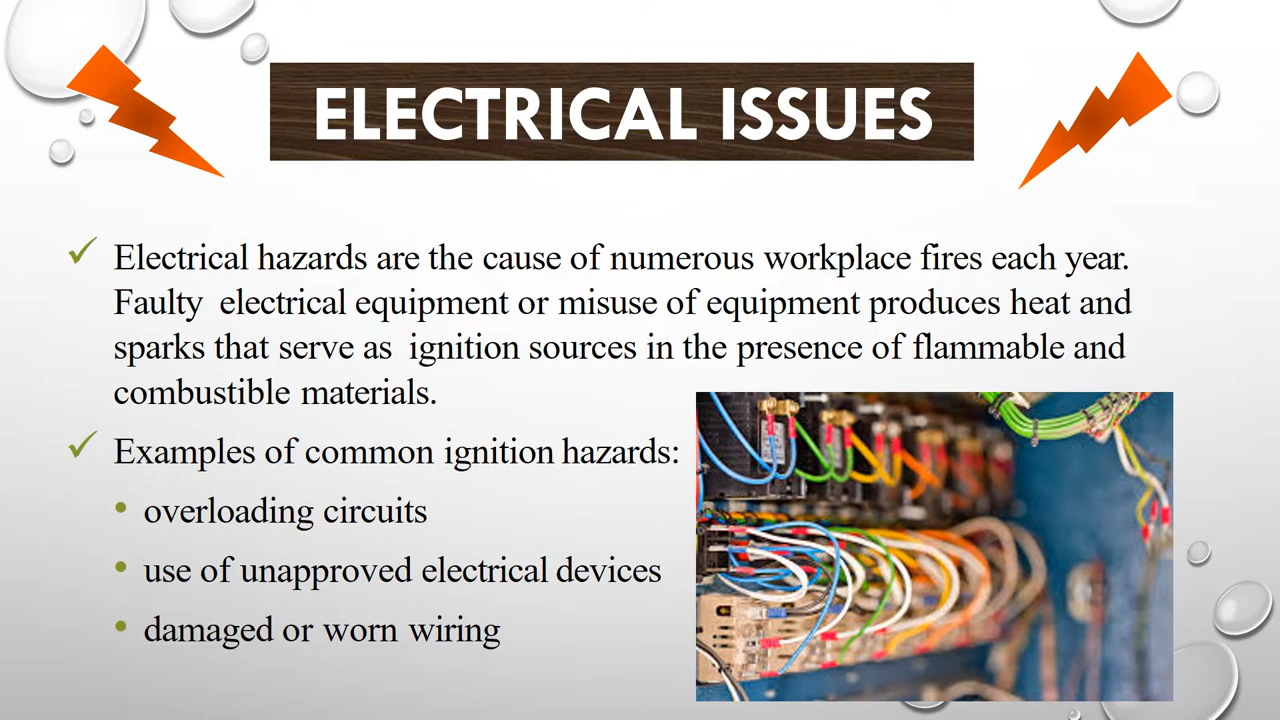 ELECTRICAL ISSUES
Electrical hazards are the cause of numerous workplace fires each year.
Faulty electrical equipment or misuse of equipment produces heat and
sparks that serve as ignition sources in the presence of flammable and
combustible materials.
Examples of common ignition hazards:
overloading circuits
use of unapproved electrical devices
damaged or worn wiring